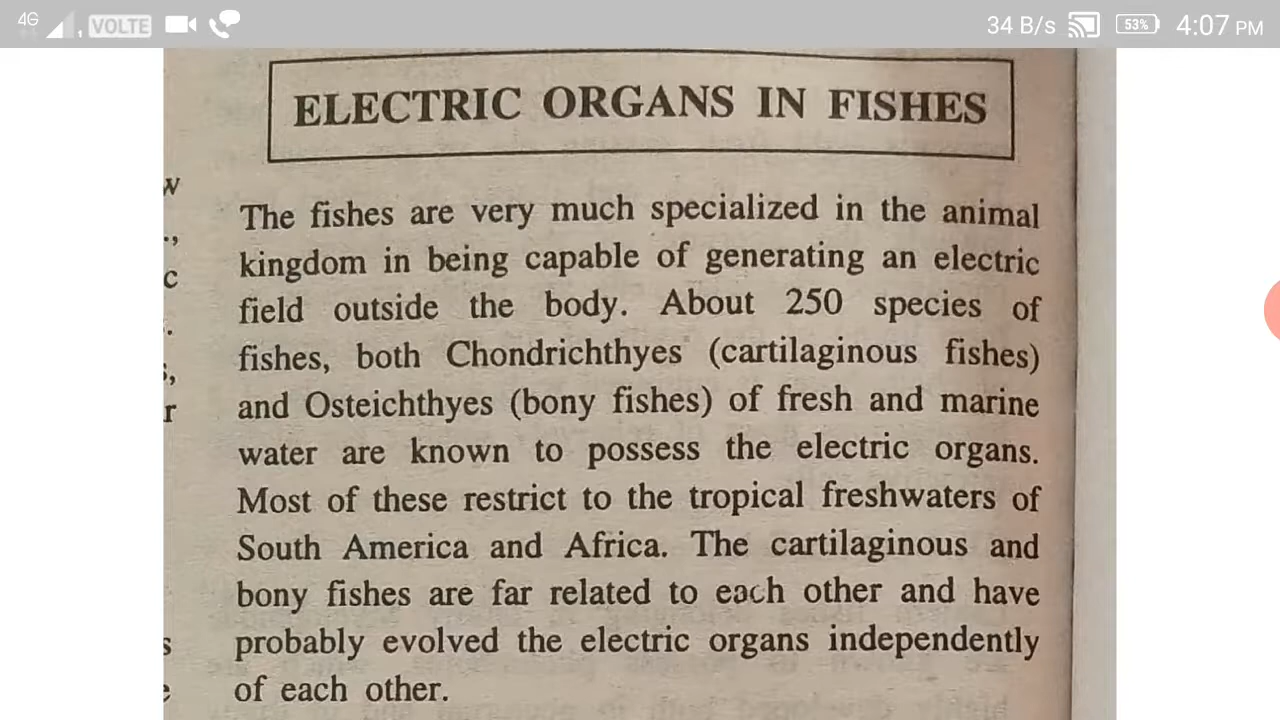 4G VOLTE 34 B/s 53% 4:07 PM
ELECTRIC ORGANS IN FISHES
The fishes are very much specialized in the animal
kingdom in being capable of generating an electric
field outside the body. About 250 species of
fishes, both Chondrichthyes (cartilaginous fishes)
and Osteichthyes (bony fishes) of fresh and marine
water are known to possess the electric organs.
Most of these restrict to the tropical freshwaters of
South America and Africa. The cartilaginous and
bony fishes are far related to each other and have
probably evolved the electric organs independently
of each other.